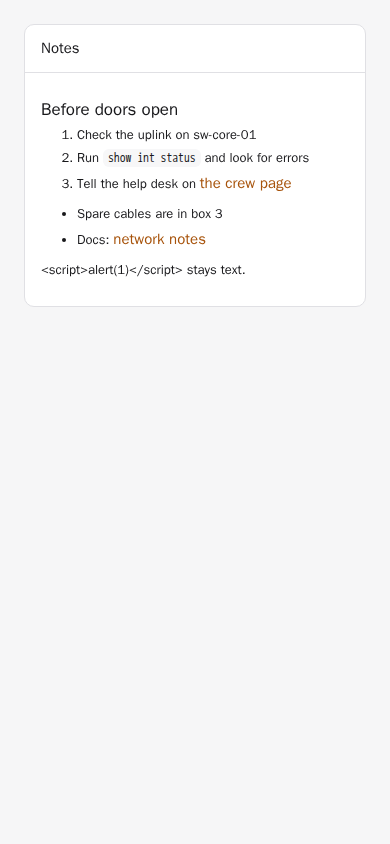 Notes
Before doors open
1. Check the uplink on sw-core-01
2. Run show int status and look for errors
3. Tell the help desk on the crew page
• Spare cables are in box 3
• Docs: network notes
<script>alert(1)</script> stays text.